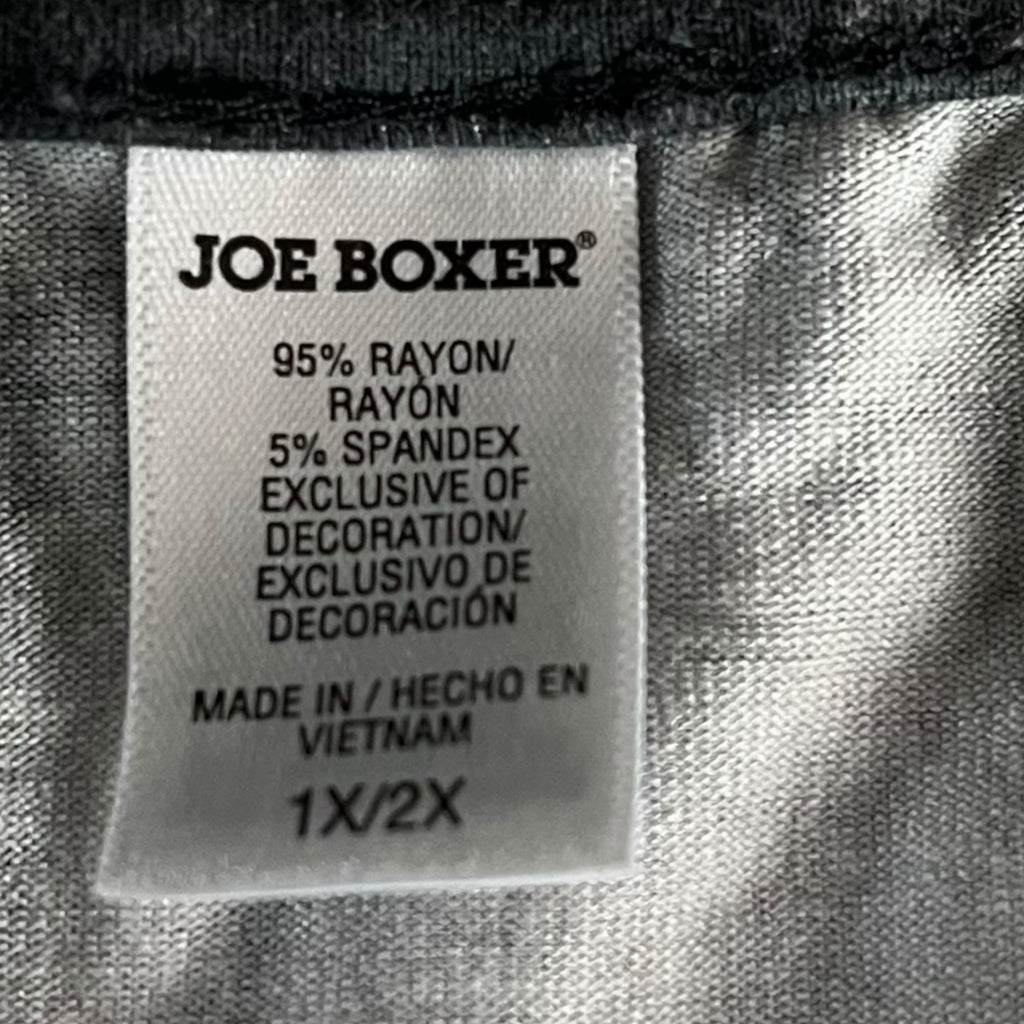 JOE BOXER®
95% RAYON/
RAYÓN
5% SPANDEX
EXCLUSIVE OF
DECORATION/
EXCLUSIVO DE
DECORACIÓN
MADE IN / HECHO EN
VIETNAM
1X/2X